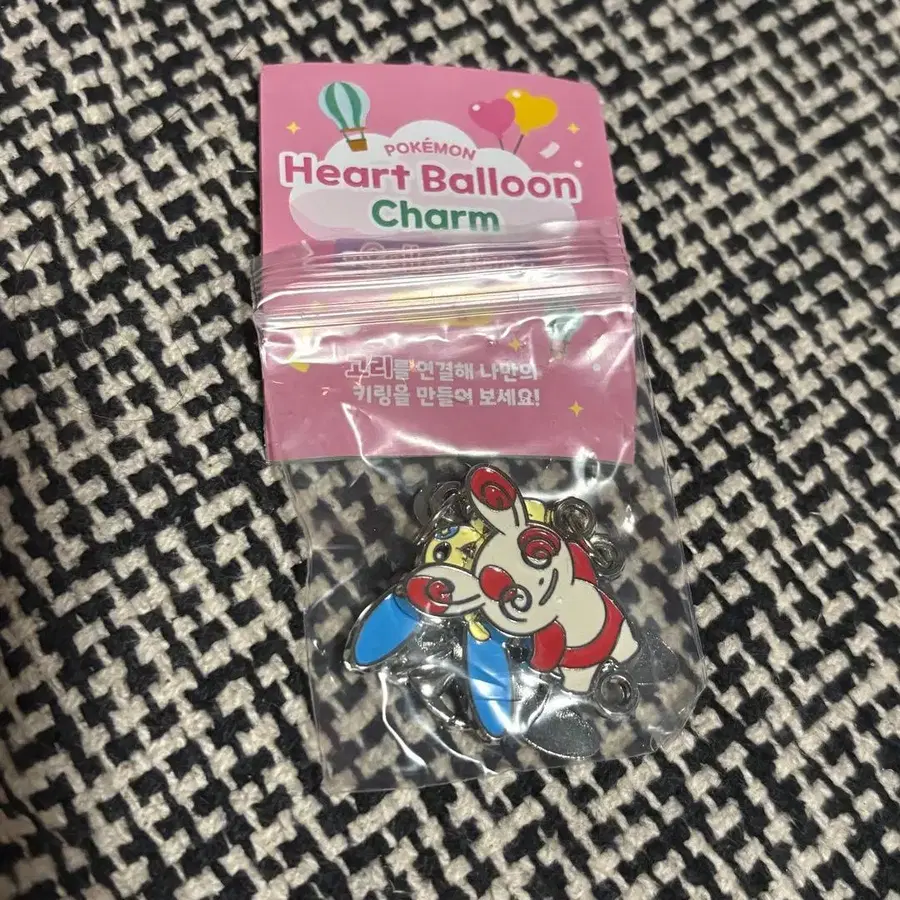 POKÉMON
Heart Balloon
Charm
고리를 연결해 나만의
키링을 만들어 보세요!